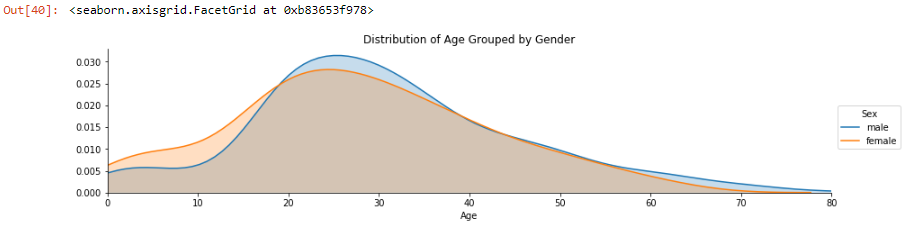 Out[40]: <seaborn.axisgrid.FacetGrid at 0xb83653f978>
Distribution of Age Grouped by Gender
0.030
0.025
0.020
0.015
0.010
0.005
0.000
0 10 20 30 40 50 60 70 80
Age
Sex
male
female